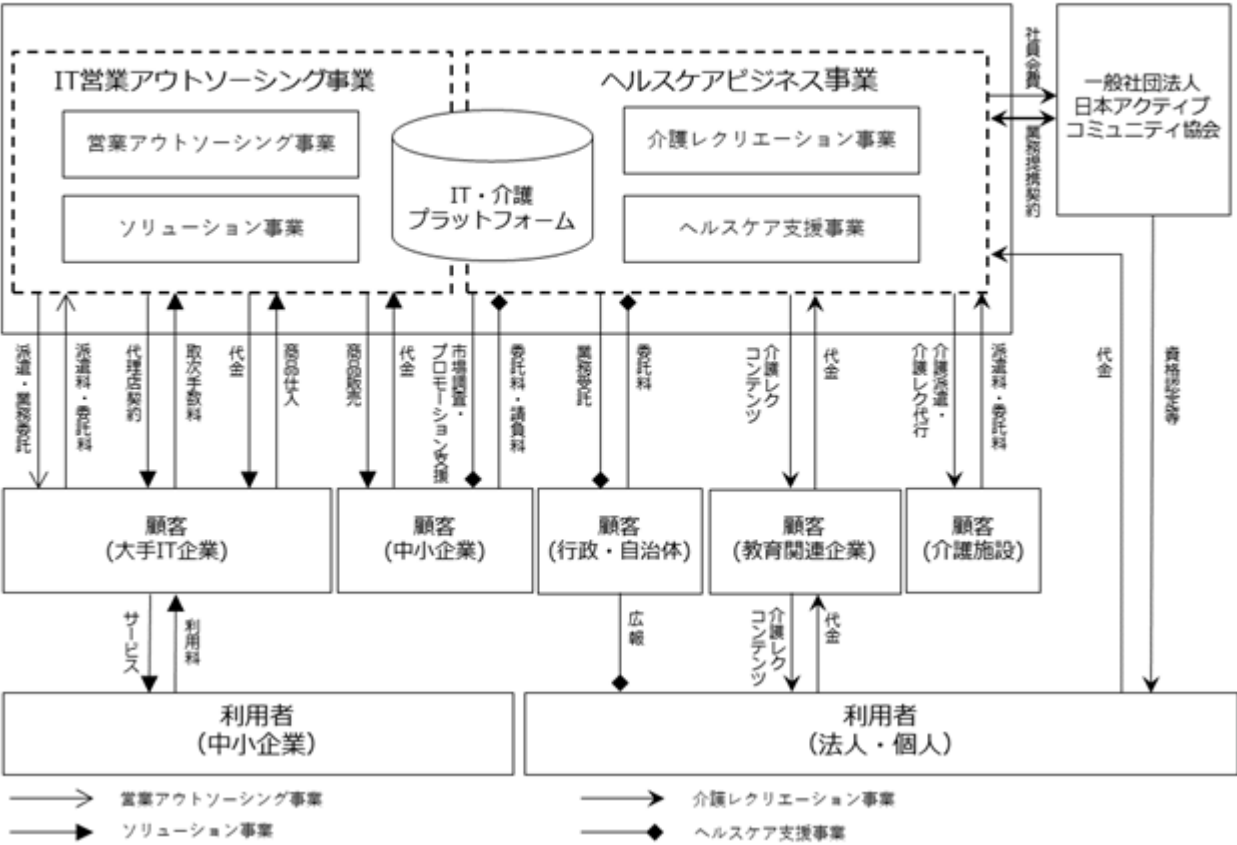 IT営業アウトソーシング事業
営業アウトソーシング事業
ソリューション事業
IT・介護
プラットフォーム
ヘルスケアビジネス事業
介護レクリエーション事業
ヘルスケア支援事業
社員会費
業務提携契約
一般社団法人
日本アクティブ
コミュニティ協会
派遣・業務委託
派遣料・委託料
代理店契約
取次手数料
代金
商品仕入
商品販売
代金
市場調査・
プロモーション支援
委託料・請負料
業務受託
委託料
介護レク
コンテンツ
代金
介護派遣・
介護レク代行
派遣料・委託料
代金
資格認定等
顧客
(大手IT企業)
顧客
(中小企業)
顧客
(行政・自治体)
顧客
(教育関連企業)
顧客
(介護施設)
サービス
利用料
広報
介護レク
コンテンツ
代金
利用者
(中小企業)
利用者
(法人・個人)
営業アウトソーシング事業
ソリューション事業
介護レクリエーション事業
ヘルスケア支援事業